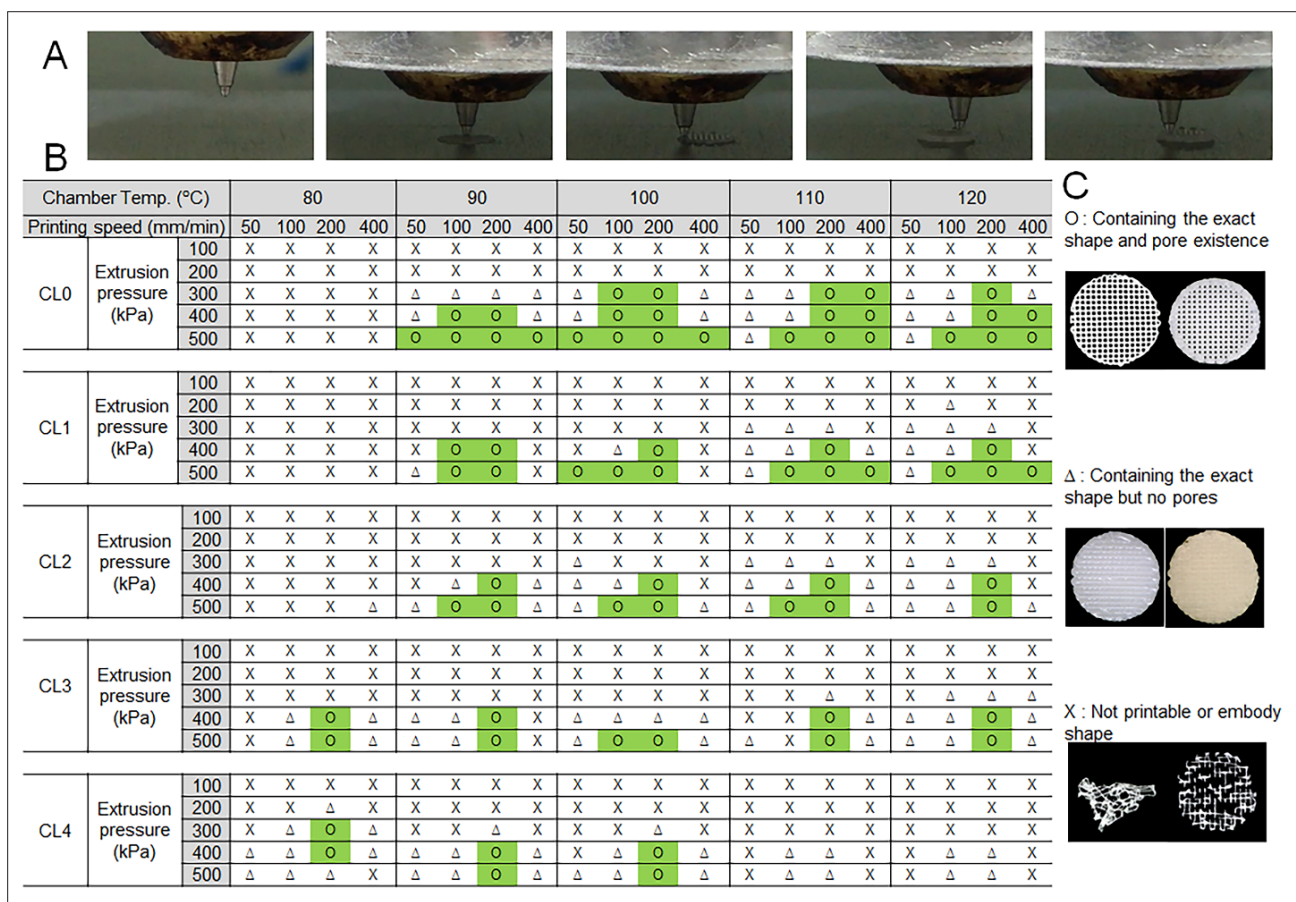 A
B
Chamber Temp. (ºC) 80 90 100 110 120
Printing speed (mm/min) 50 100 200 400 50 100 200 400 50 100 200 400 50 100 200 400 50 100 200 400
CL0 Extrusion pressure (kPa)
100 X X X X X X X X X X X X X X X X X X X X
200 X X X X X X X X X X X X X X X X X X X X
300 X X X X Δ Δ Δ Δ Δ O O Δ Δ Δ O O Δ Δ O Δ
400 X X X X Δ O O Δ Δ O O Δ Δ Δ O O Δ Δ O O
500 X X X X O O O O O O O O Δ O O O Δ O O O
CL1 Extrusion pressure (kPa)
100 X X X X X X X X X X X X X X X X X X X X
200 X X X X X X X X X X X X X X X X X Δ X X
300 X X X X X X X X X X X X Δ Δ Δ X Δ Δ Δ X
400 X X X X X O O X X Δ O X Δ Δ O Δ Δ Δ O X
500 X X X X Δ O O X O O O X Δ O O O Δ O O O
CL2 Extrusion pressure (kPa)
100 X X X X X X X X X X X X X X X X X X X X
200 X X X X X X X X X X X X X X X X X X X X
300 X X X X X X X X Δ X X X Δ Δ Δ X Δ Δ Δ X
400 X X X X X Δ O Δ Δ Δ O X Δ Δ O Δ Δ Δ O X
500 X X X Δ Δ O O Δ Δ O O Δ Δ O O Δ Δ Δ O Δ
CL3 Extrusion pressure (kPa)
100 X X X X X X X X X X X X X X X X X X X X
200 X X X X X X X X X X X X X X X X X X X X
300 X X X X X X X X X X X X X X Δ X X Δ Δ Δ
400 X Δ O Δ Δ Δ O X Δ Δ Δ Δ X X O Δ Δ Δ O Δ
500 X Δ O Δ Δ Δ O X Δ O O Δ Δ X O Δ Δ Δ O Δ
CL4 Extrusion pressure (kPa)
100 X X X X X X X X X X X X X X X X X X X X
200 X X Δ X X X X X X X X X X X X X X X X X
300 X Δ O Δ X X Δ X X X Δ X X X X X X X X X
400 Δ Δ O Δ Δ Δ O Δ X Δ O Δ X Δ Δ X X Δ Δ X
500 Δ Δ Δ X Δ Δ O Δ Δ Δ O Δ X Δ Δ X X Δ Δ X
C
O : Containing the exact
shape and pore existence
Δ : Containing the exact
shape but no pores
X : Not printable or embody
shape